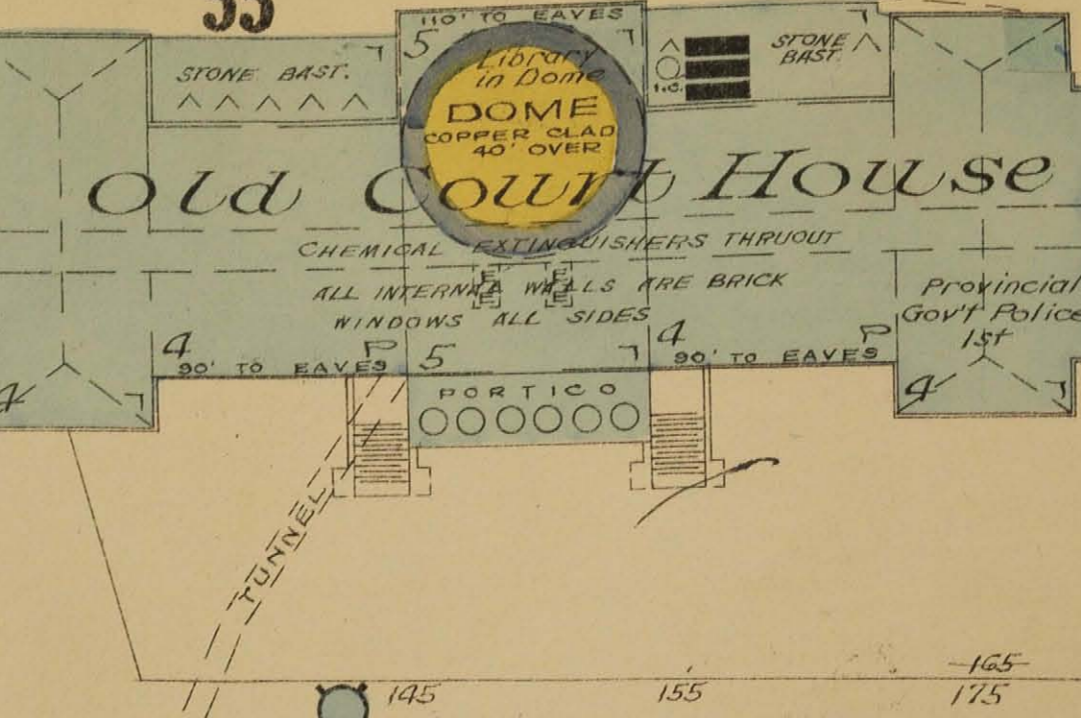 55
110' TO EAVES
5
Library
in Dome
DOME
COPPER CLAD
40' OVER
STONE BAST.
I.C.
STONE
BAST.
Old Court House
CHEMICAL EXTINGUISHERS THRUOUT
ALL INTERNAL WALLS ARE BRICK
WINDOWS ALL SIDES
E
E
E
E
Provincial
Gov't Police
1st
4
90' TO EAVES
5
4
90' TO EAVES
4
4
PORTICO
TUNNEL
145
155
165
175